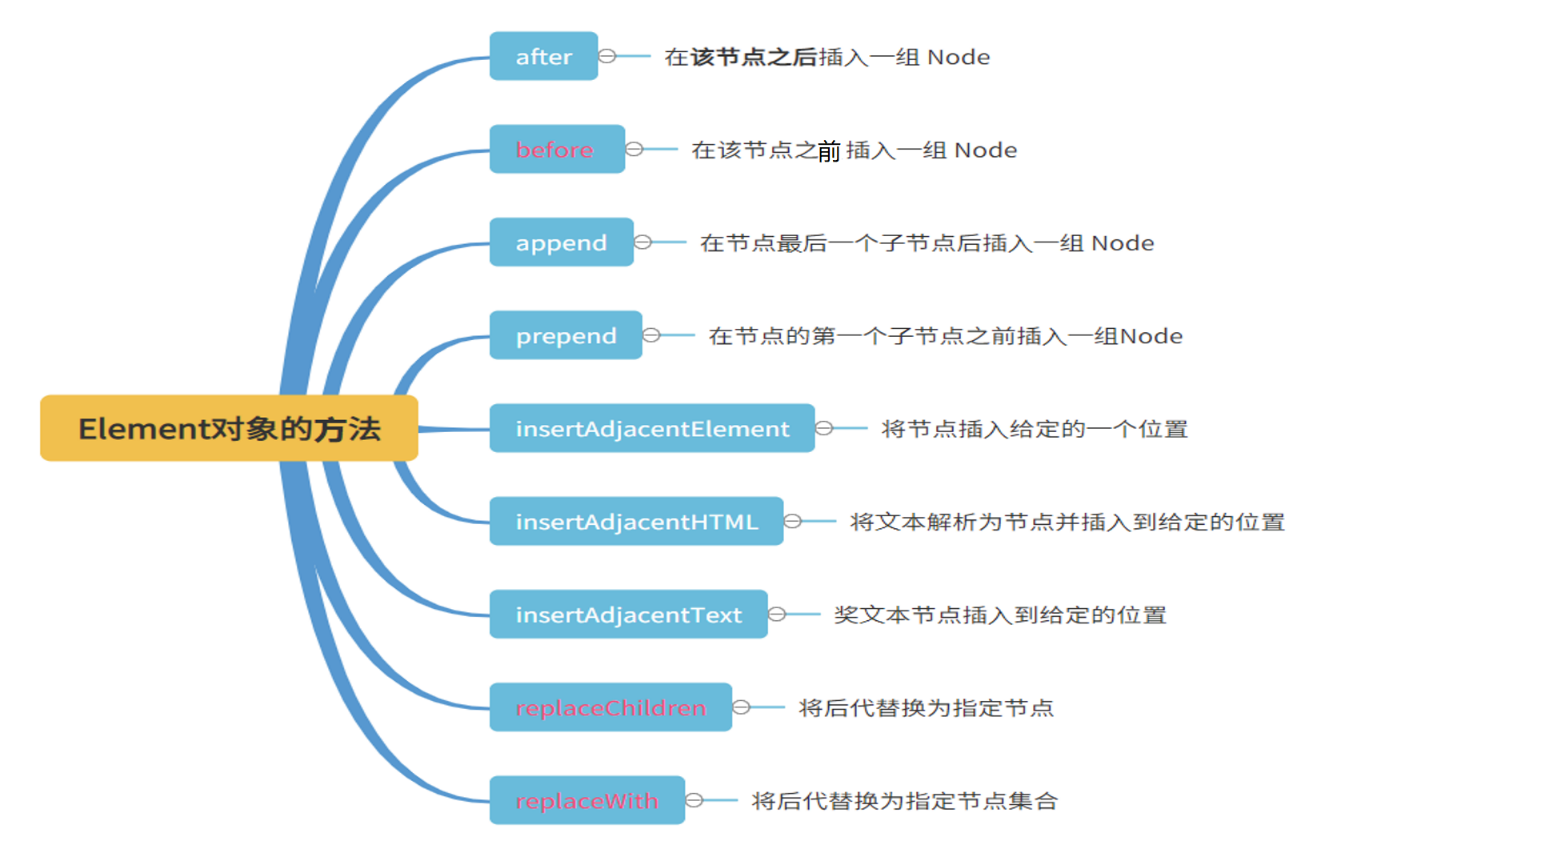 after
在该节点之后插入一组 Node
before
在该节点之前 插入一组 Node
append
在节点最后一个子节点后插入一组 Node
prepend
在节点的第一个子节点之前插入一组Node
Element对象的方法
insertAdjacentElement
将节点插入给定的一个位置
insertAdjacentHTML
将文本解析为节点并插入到给定的位置
insertAdjacentText
奖文本节点插入到给定的位置
replaceChildren
将后代替换为指定节点
replaceWith
将后代替换为指定节点集合